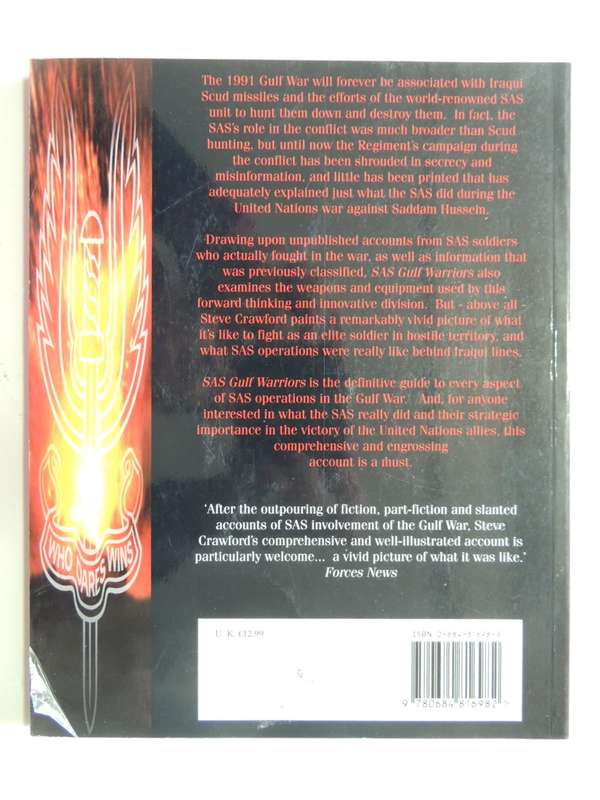 The 1991 Gulf War will forever be associated with Iraqui
Scud missiles and the efforts of the world-renowned SAS
unit to hunt them down and destroy them. In fact, the
SAS's role in the conflict was much broader than Scud
hunting, but until now the Regiment's campaign during
the conflict has been shrouded in secrecy and
misinformation, and little has been printed that has
adequately explained just what the SAS did during the
United Nations war against Saddam Hussein.
Drawing upon unpublished accounts from SAS soldiers
who actually fought in the war, as well as information that
was previously classified, SAS Gulf Warriors also
examines the weapons and equipment used by this
forward thinking and innovative division. But - above all -
Steve Crawford paints a remarkably vivid picture of what
it's like to fight as an elite soldier in hostile territory, and
what SAS operations were really like behind Iraqui lines.
SAS Gulf Warriors is the definitive guide to every aspect
of SAS operations in the Gulf War. And, for anyone
interested in what the SAS really did and their strategic
importance in the victory of the United Nations allies, this
comprehensive and engrossing
account is a must.
'After the outpouring of fiction, part-fiction and slanted
accounts of SAS involvement of the Gulf War, Steve
Crawford's comprehensive and well-illustrated account is
particularly welcome... a vivid picture of what it was like.'
Forces News
WHO DARES WINS
U. K. £12.99
ISBN 0-684-81698-
9 780684 816982 >